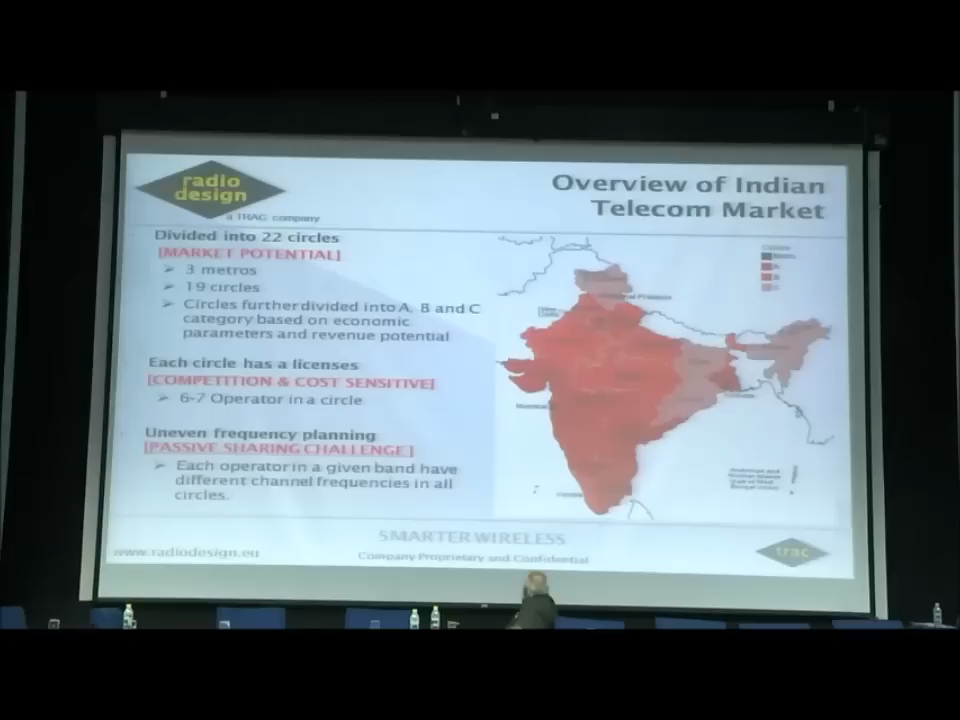 radio
design
a TRAC company
Overview of Indian
Telecom Market
Divided into 22 circles
[MARKET POTENTIAL]
3 metros
19 circles
Circles further divided into A, B and C
category based on economic
parameters and revenue potential
Each circle has a licenses
[COMPETITION & COST SENSITIVE]
6-7 Operator in a circle
Uneven frequency planning
[PASSIVE SHARING CHALLENGE]
Each operator in a given band have
different channel frequencies in all
circles.
Pradesh
Mumbai
SMARTER WIRELESS
www.radiodesign.eu
Company Proprietary and Confidential
trac